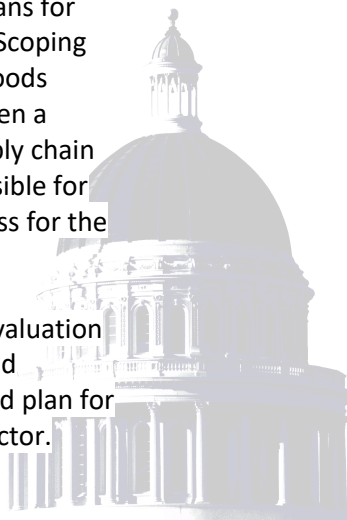 ans for
Scoping
oods
en a
ply chain
sible for
ss for the
valuation
d
d plan for
ctor.